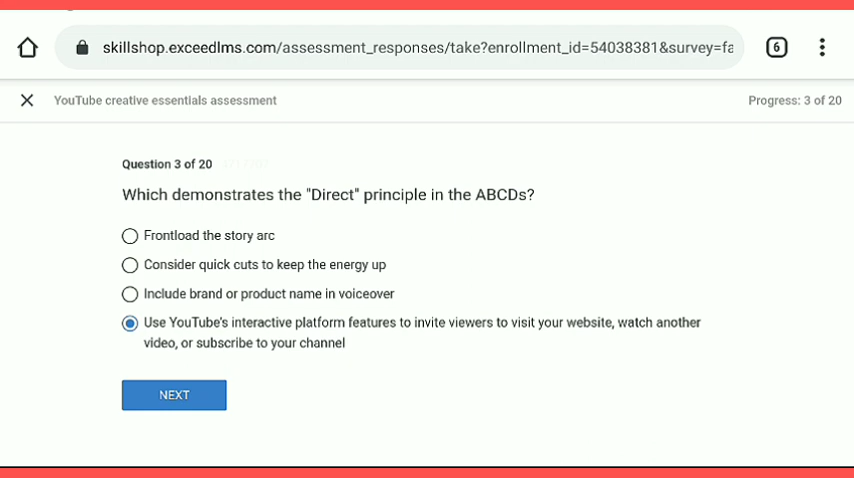 skillshop.exceedlms.com/assessment_responses/take?enrollment_id=54038381&survey=fa
6
YouTube creative essentials assessment
Progress: 3 of 20
Question 3 of 20
Which demonstrates the "Direct" principle in the ABCDs?
Frontload the story arc
Consider quick cuts to keep the energy up
Include brand or product name in voiceover
Use YouTube's interactive platform features to invite viewers to visit your website, watch another
video, or subscribe to your channel
NEXT